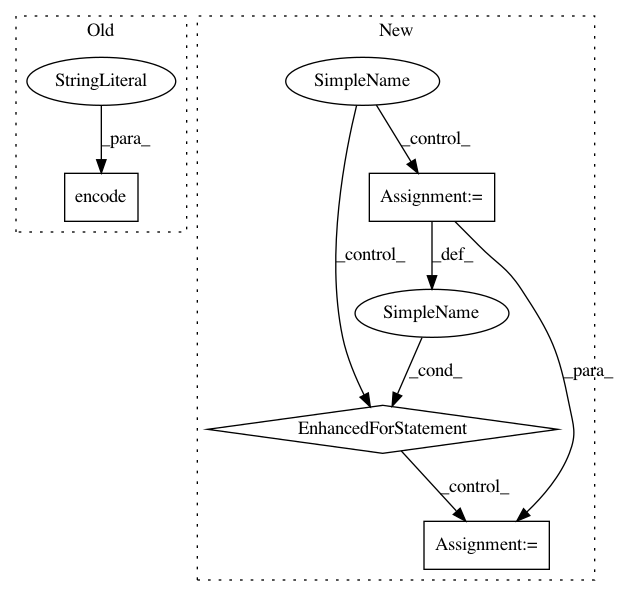 Old
New
StringLiteral
SimpleName
_para_
_control_
encode
Assignment:=
_control_
_def_
SimpleName
_cond_
_para_
EnhancedForStatement
_control_
Assignment:=